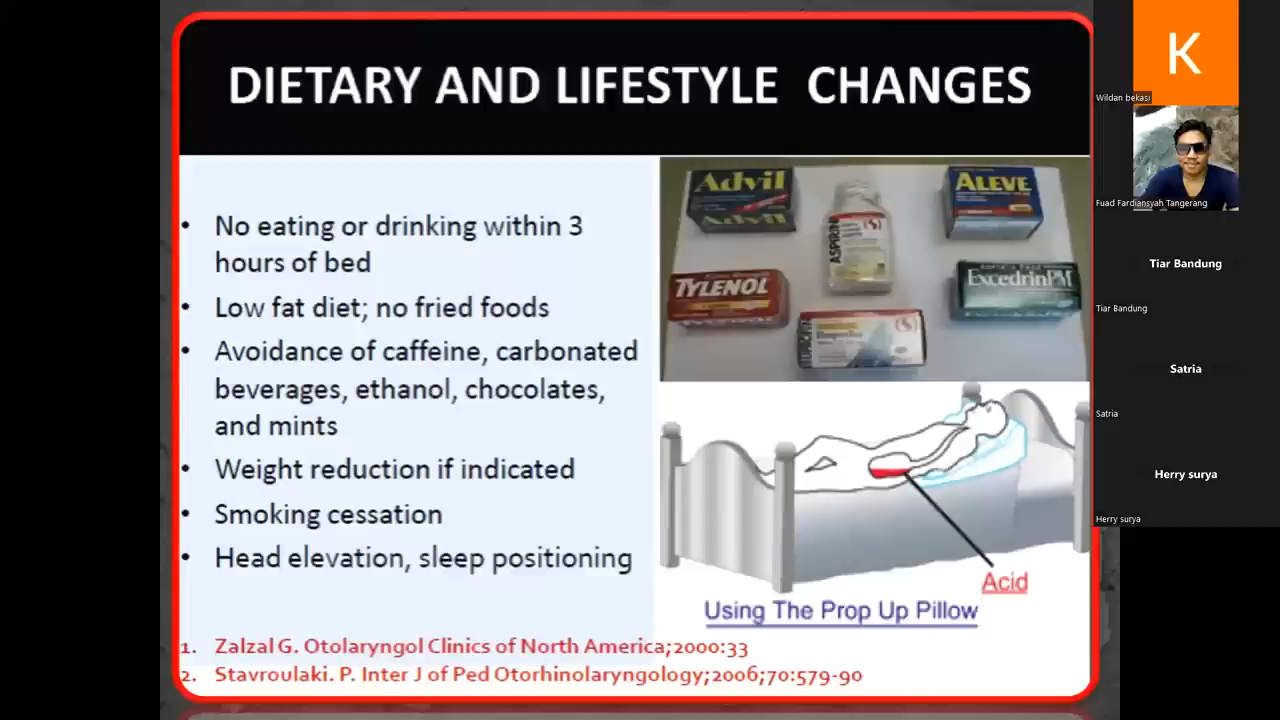 DIETARY AND LIFESTYLE CHANGES
• No eating or drinking within 3
hours of bed
• Low fat diet; no fried foods
• Avoidance of caffeine, carbonated
beverages, ethanol, chocolates,
and mints
• Weight reduction if indicated
• Smoking cessation
• Head elevation, sleep positioning
Advil
Advil
ASPIRIN
ALEVE
TYLENOL
Excedrin PM
Acid
Using The Prop Up Pillow
1. Zalzal G. Otolaryngol Clinics of North America;2000:33
2. Stavroulaki. P. Inter J of Ped Otorhinolaryngology;2006;70:579-90
K
Wildan bekasi
Fuad Fardiansyah Tangerang
Tiar Bandung
Tiar Bandung
Satria
Satria
Herry surya
Herry surya